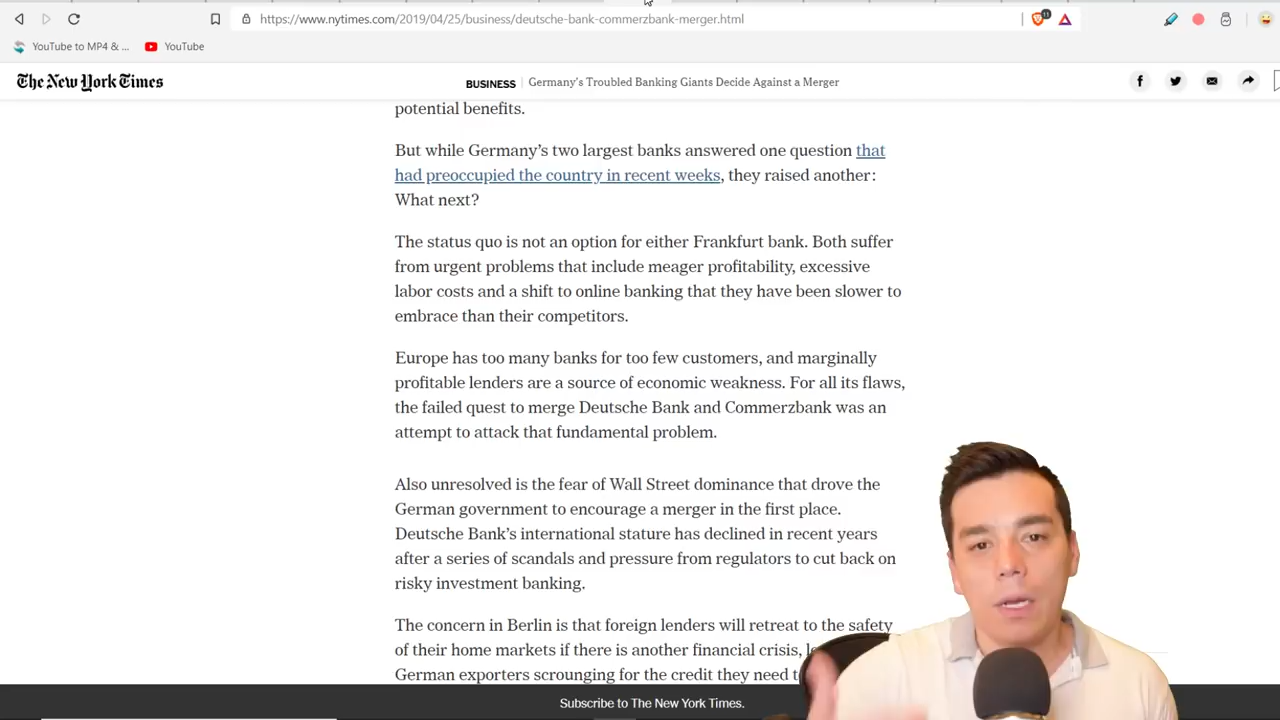 https://www.nytimes.com/2019/04/25/business/deutsche-bank-commerzbank-merger.html
11
YouTube to MP4 & ...
YouTube
The New York Times
BUSINESS
Germany's Troubled Banking Giants Decide Against a Merger
potential benefits.
But while Germany's two largest banks answered one question that
had preoccupied the country in recent weeks, they raised another:
What next?
The status quo is not an option for either Frankfurt bank. Both suffer
from urgent problems that include meager profitability, excessive
labor costs and a shift to online banking that they have been slower to
embrace than their competitors.
Europe has too many banks for too few customers, and marginally
profitable lenders are a source of economic weakness. For all its flaws,
the failed quest to merge Deutsche Bank and Commerzbank was an
attempt to attack that fundamental problem.
Also unresolved is the fear of Wall Street dominance that drove the
German government to encourage a merger in the first place.
Deutsche Bank's international stature has declined in recent years
after a series of scandals and pressure from regulators to cut back on
risky investment banking.
The concern in Berlin is that foreign lenders will retreat to the safety
of their home markets if there is another financial crisis,
German exporters scrounging for the credit they need
Subscribe to The New York Times.